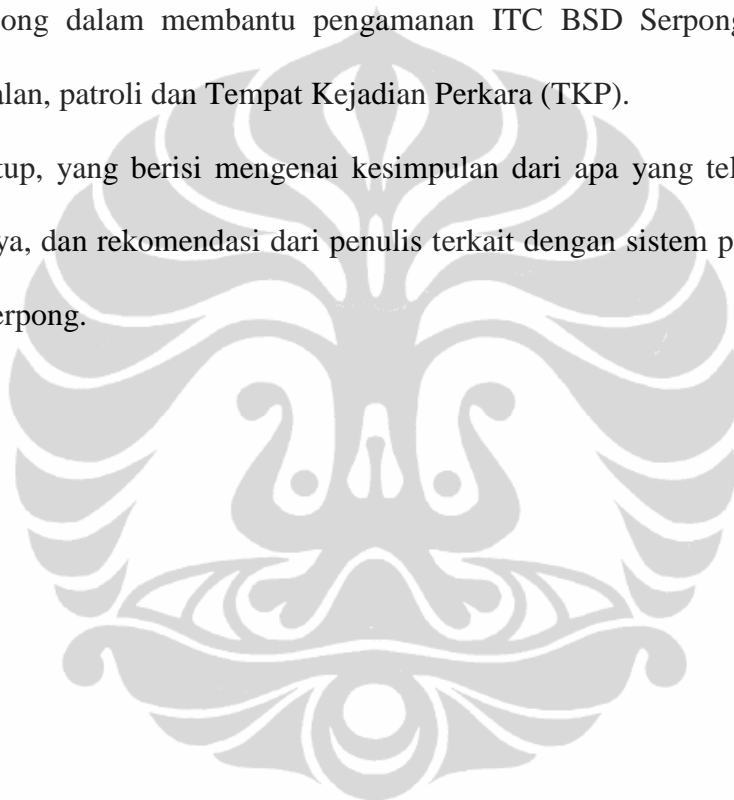 ong dalam membantu pengamanan ITC BSD Serpong
alan, patroli dan Tempat Kejadian Perkara (TKP).
tup, yang berisi mengenai kesimpulan dari apa yang tel
ya, dan rekomendasi dari penulis terkait dengan sistem p
erpong.